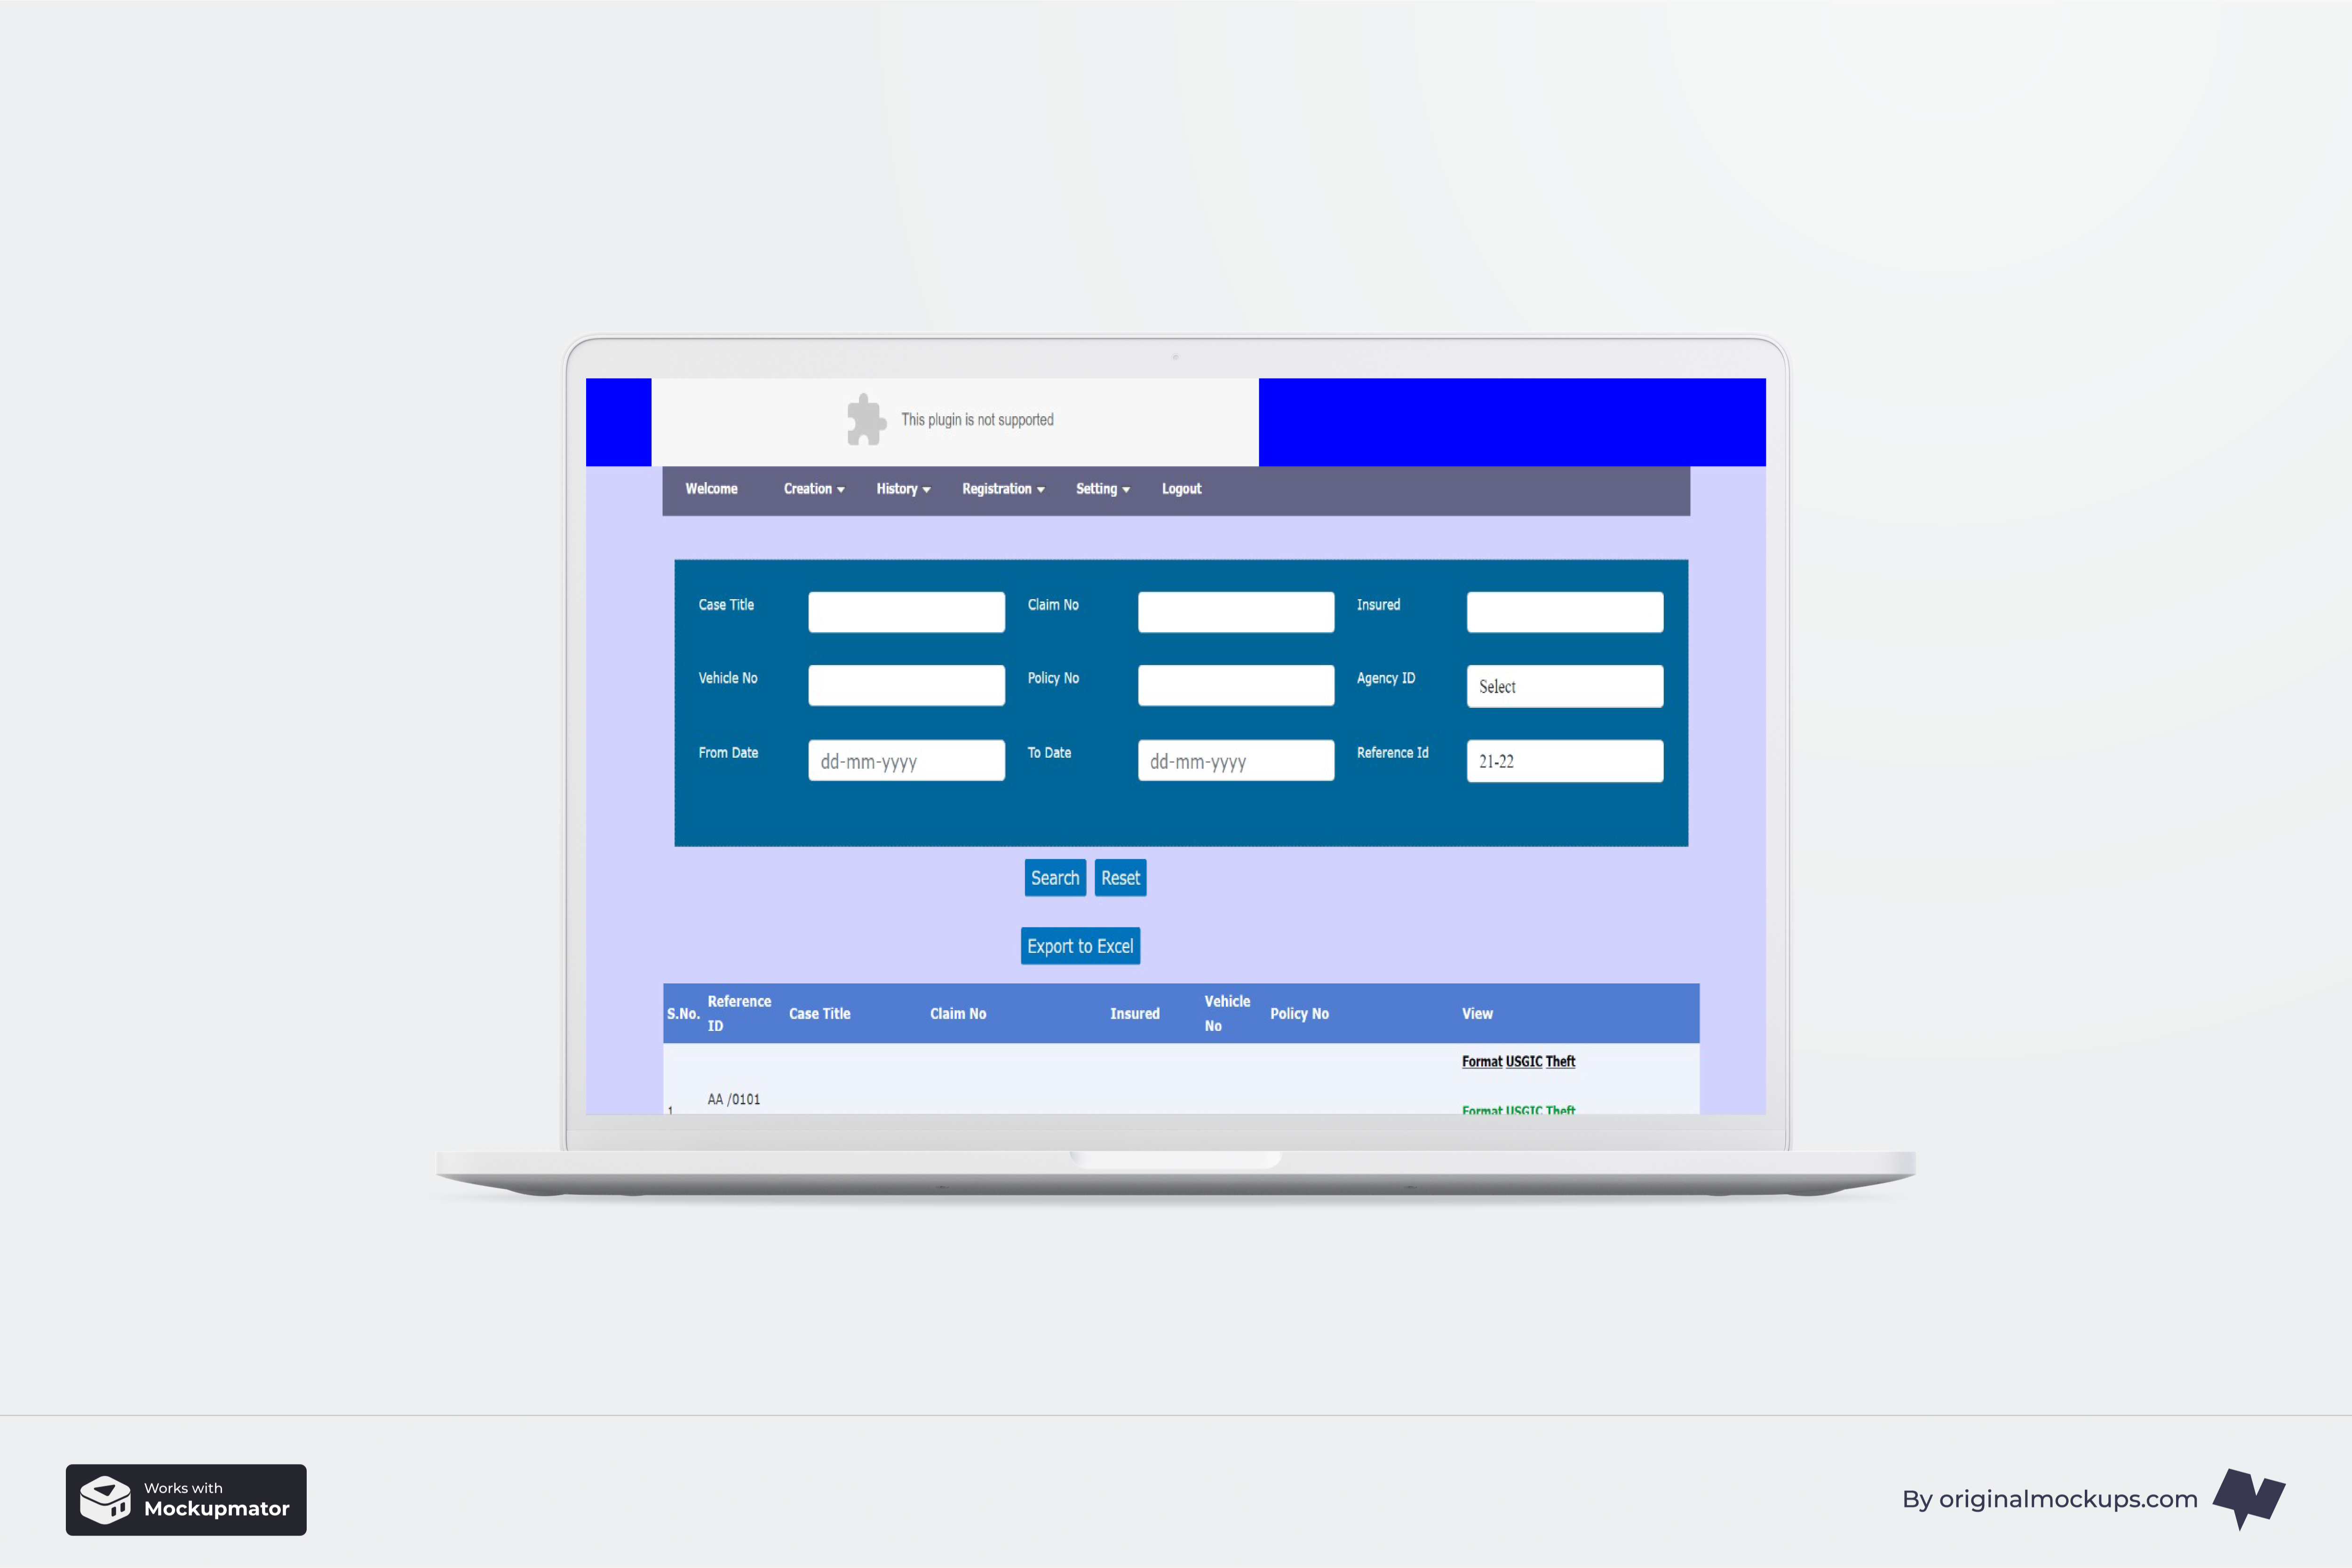 This plugin is not supported
Welcome Creation History Registration Setting Logout
Case Title Claim No Insured
Vehicle No Policy No Agency ID Select
From Date dd-mm-yyyy To Date dd-mm-yyyy Reference Id 21-22
Search Reset
Export to Excel
S.No. Reference ID Case Title Claim No Insured Vehicle No Policy No View
Format USGIC Theft
AA /0101
1
Format USGIC Theft
Works with
Mockupmator
By originalmockups.com